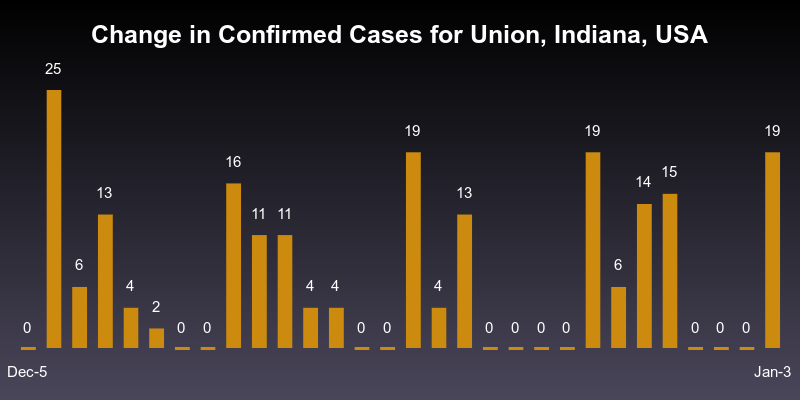 Change in Confirmed Cases for Union, Indiana, USA
0 25 6 13 4 2 0 0 16 11 11 4 4 0 0 19 4 13 0 0 0 0 19 6 14 15 0 0 0 19
Dec-5 Jan-3